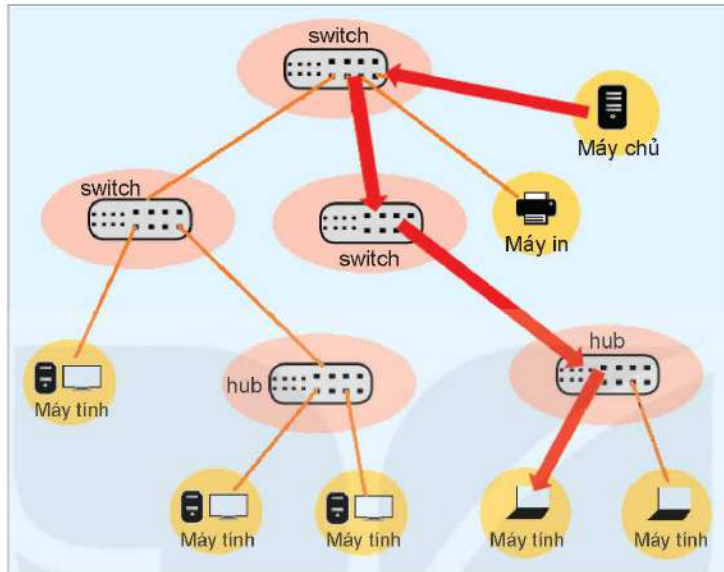 switch
Máy chủ
switch
Máy in
switch
hub
hub
Máy tính
Máy tính
Máy tính
Máy tính
Máy tính